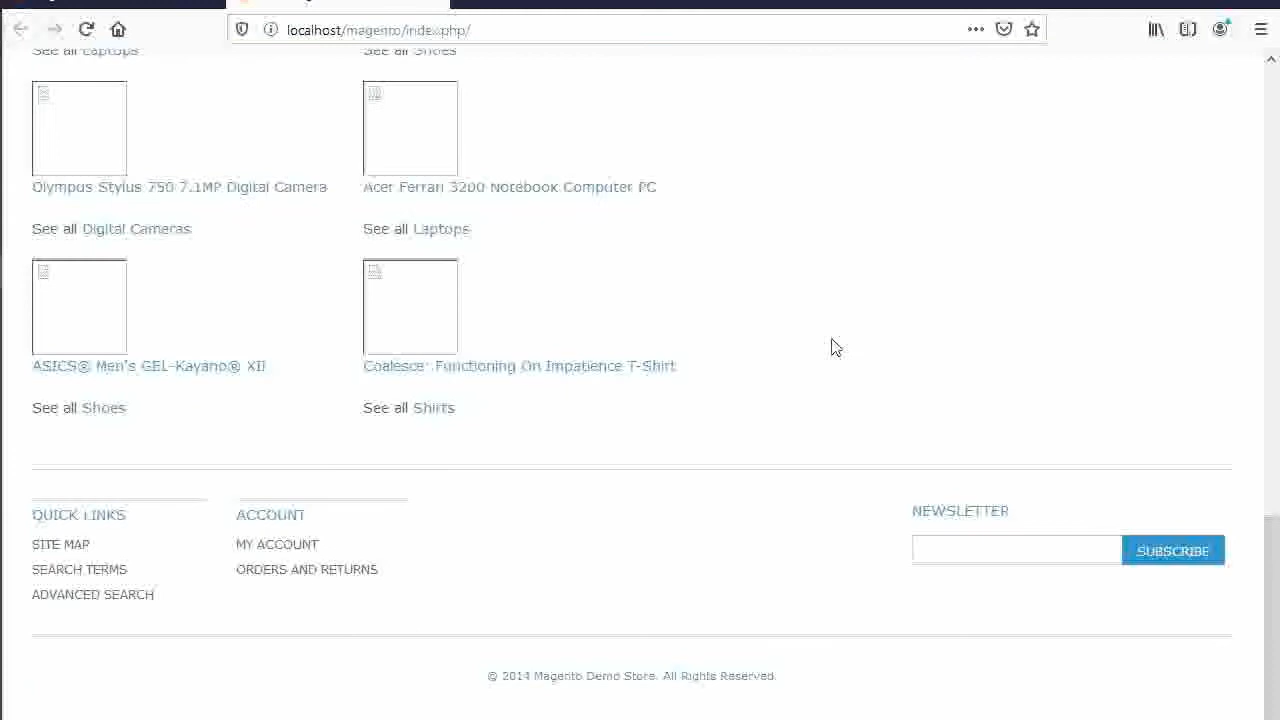 localhost/magento/index.php/
See all Laptops
See all Shoes
Olympus Stylus 750 7.1MP Digital Camera
Acer Ferrari 3200 Notebook Computer PC
See all Digital Cameras
See all Laptops
ASICS® Men's GEL-Kayano® XII
Coalesce: Functioning On Impatience T-Shirt
See all Shoes
See all Shirts
QUICK LINKS
ACCOUNT
NEWSLETTER
SITE MAP
MY ACCOUNT
SUBSCRIBE
SEARCH TERMS
ORDERS AND RETURNS
ADVANCED SEARCH
© 2014 Magento Demo Store. All Rights Reserved.